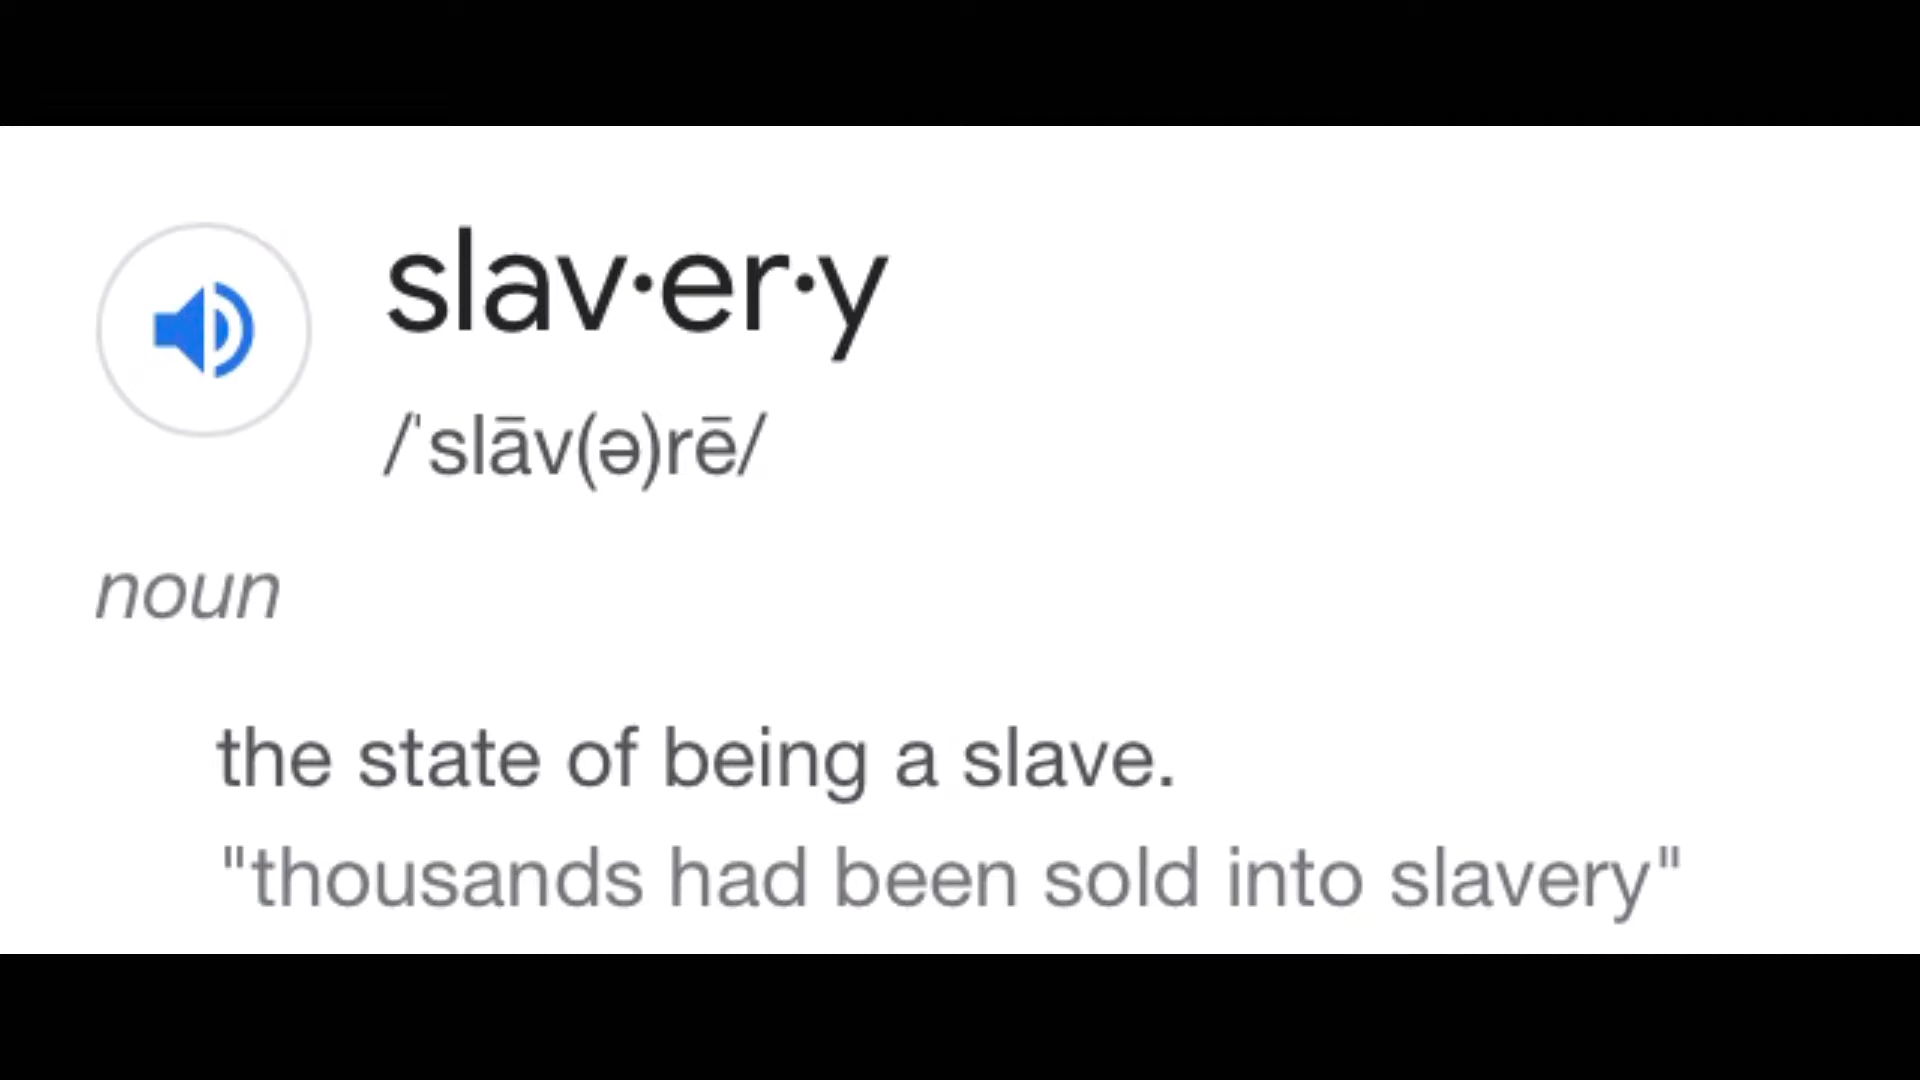 slav·er·y
/ˈslāv(ə)rē/
noun
the state of being a slave.
"thousands had been sold into slavery"